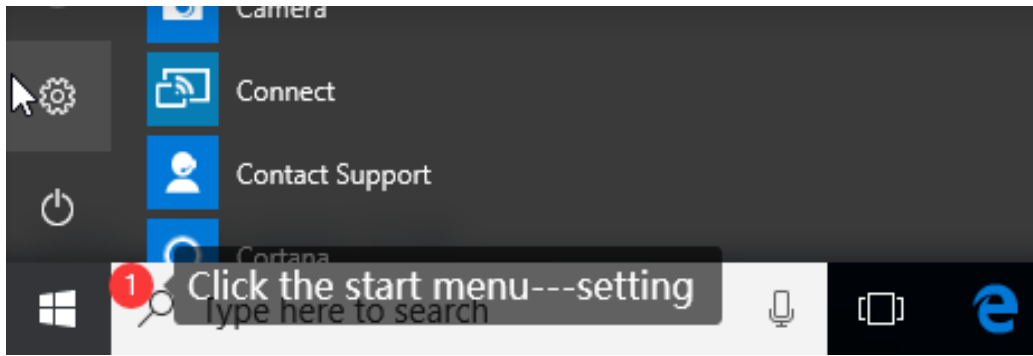 Camera
Connect
Contact Support
Cortana
1 Click the start menu---setting
Type here to search